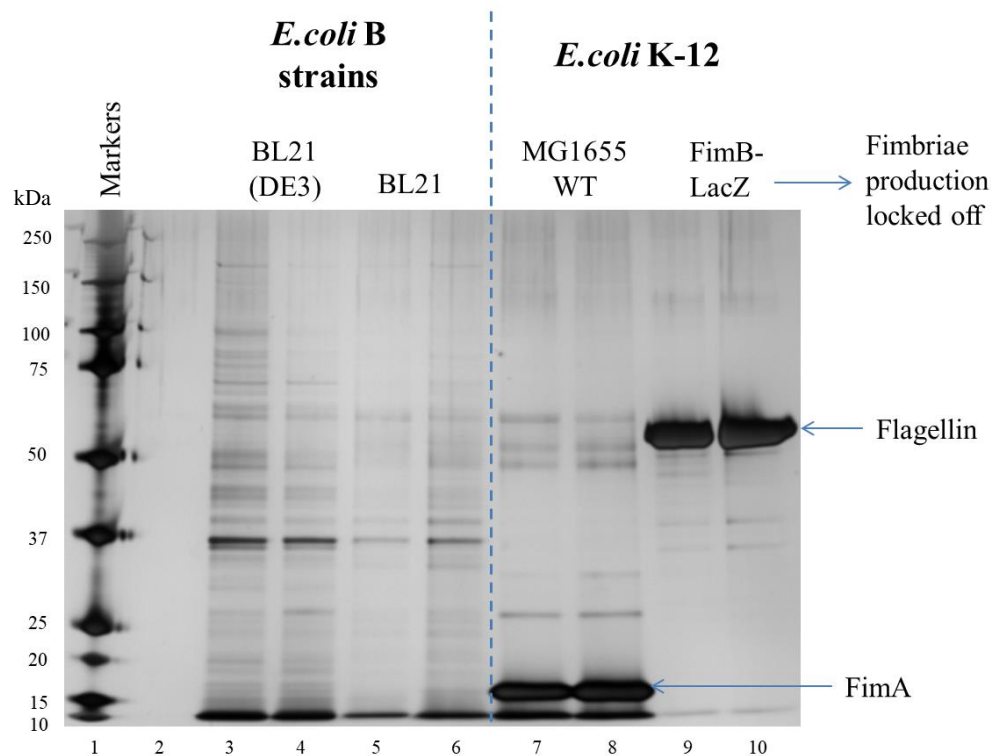 E.coli B
strains
E.coli K-12
Markers
BL21
(DE3)
BL21
MG1655
WT
FimB-
LacZ
Fimbriae
production
locked off
kDa
250
150
100
75
50
37
25
20
15
10
Flagellin
FimA
1 2 3 4 5 6 7 8 9 10